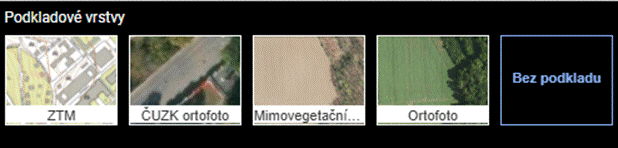 Podkladové vrstvy
ZTM
ČUZK ortofoto
Mimovegetační...
Ortofoto
Bez podkladu